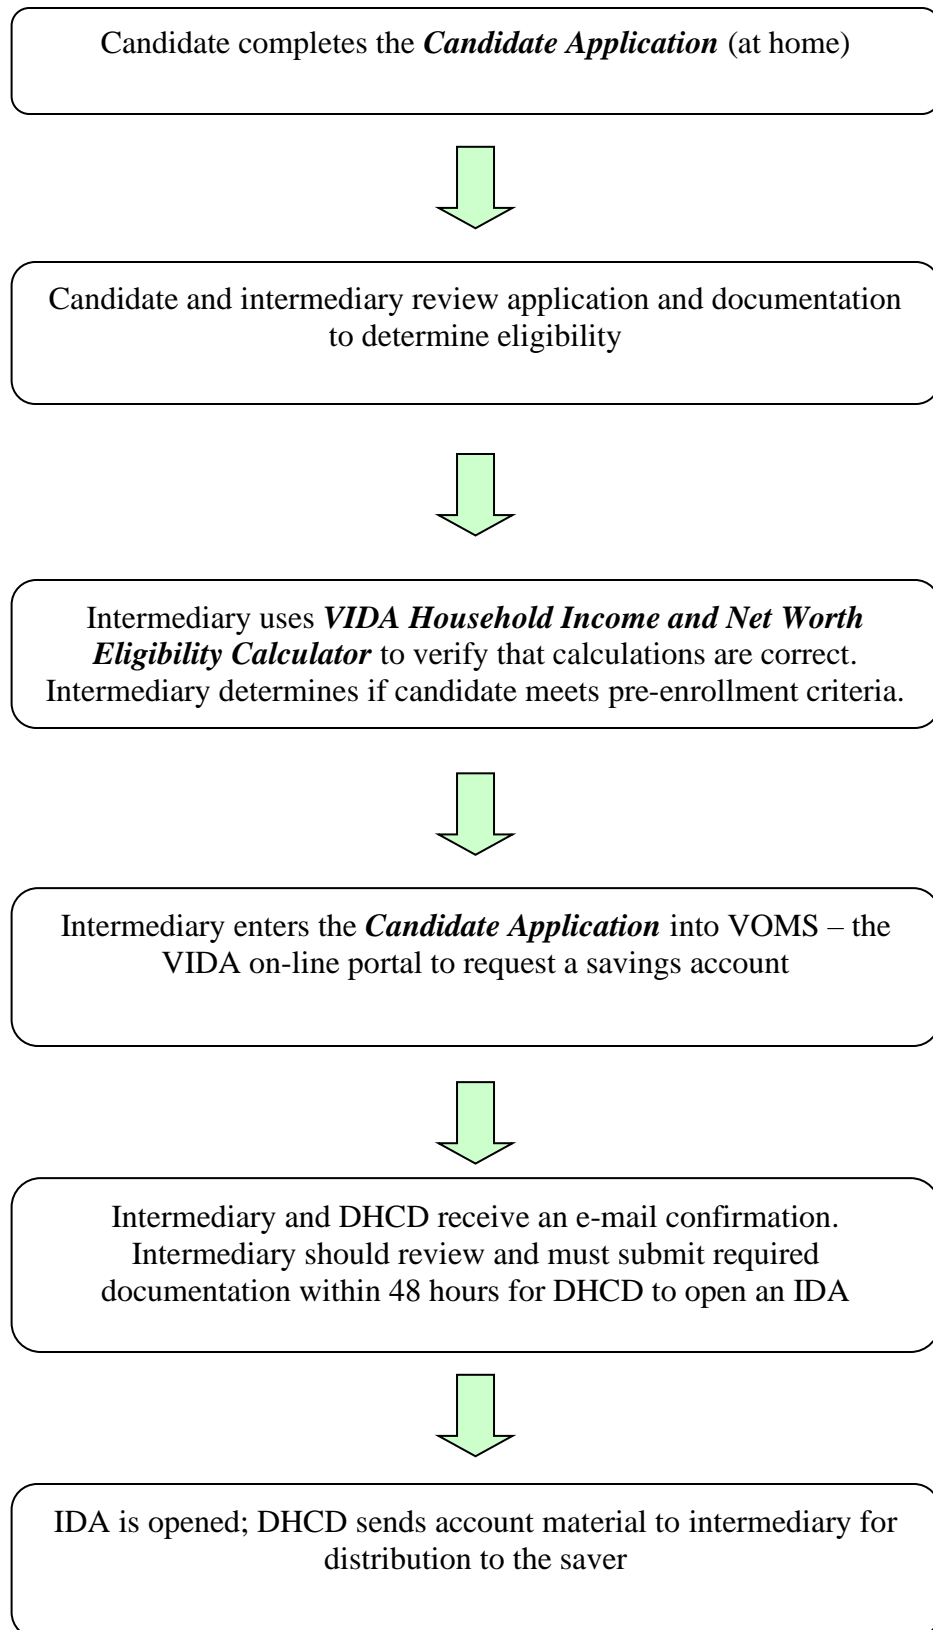 Candidate completes the Candidate Application (at home)
Candidate and intermediary review application and documentation
to determine eligibility
Intermediary uses VIDA Household Income and Net Worth
Eligibility Calculator to verify that calculations are correct.
Intermediary determines if candidate meets pre-enrollment criteria.
Intermediary enters the Candidate Application into VOMS – the
VIDA on-line portal to request a savings account
Intermediary and DHCD receive an e-mail confirmation.
Intermediary should review and must submit required
documentation within 48 hours for DHCD to open an IDA
IDA is opened; DHCD sends account material to intermediary for
distribution to the saver